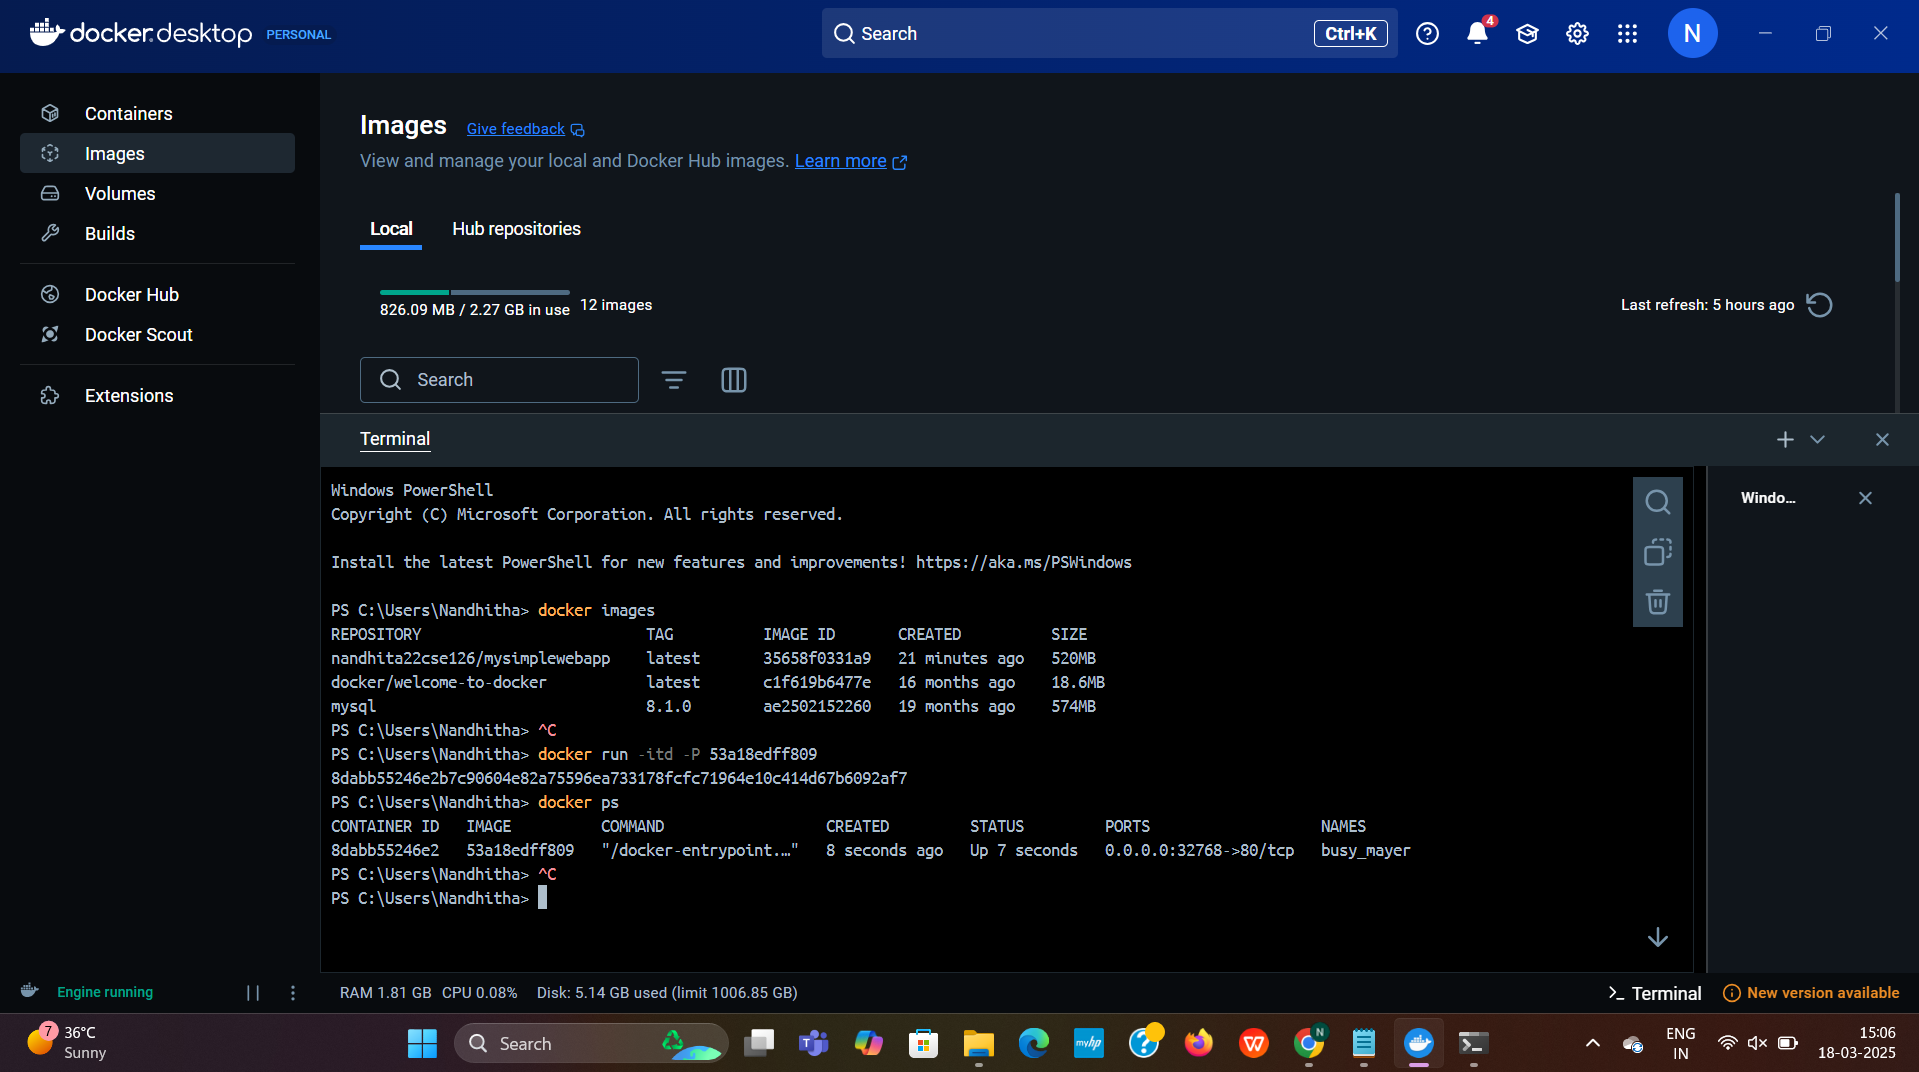 docker.desktop PERSONAL
Search Ctrl+K
4
N
Containers
Images
Volumes
Builds
Docker Hub
Docker Scout
Extensions
Images Give feedback
View and manage your local and Docker Hub images. Learn more
Local Hub repositories
826.09 MB / 2.27 GB in use 12 images
Last refresh: 5 hours ago
Search
Terminal
Windo...
Windows PowerShell
Copyright (C) Microsoft Corporation. All rights reserved.
Install the latest PowerShell for new features and improvements! https://aka.ms/PSWindows
PS C:\Users\Nandhitha> docker images
REPOSITORY TAG IMAGE ID CREATED SIZE
nandhita22cse126/mysimplewebapp latest 35658f0331a9 21 minutes ago 520MB
docker/welcome-to-docker latest c1f619b6477e 16 months ago 18.6MB
mysql 8.1.0 ae2502152260 19 months ago 574MB
PS C:\Users\Nandhitha> ^C
PS C:\Users\Nandhitha> docker run -itd -P 53a18edff809
8dabb55246e2b7c90604e82a75596ea733178fcfc71964e10c414d67b6092af7
PS C:\Users\Nandhitha> docker ps
CONTAINER ID IMAGE COMMAND CREATED STATUS PORTS NAMES
8dabb55246e2 53a18edff809 "/docker-entrypoint.…" 8 seconds ago Up 7 seconds 0.0.0.0:32768->80/tcp busy_mayer
PS C:\Users\Nandhitha> ^C
PS C:\Users\Nandhitha>
Engine running
RAM 1.81 GB CPU 0.08% Disk: 5.14 GB used (limit 1006.85 GB)
Terminal
New version available
7
36°C
Sunny
Search
T
myhp
?
W
N
ENG
IN
15:06
18-03-2025